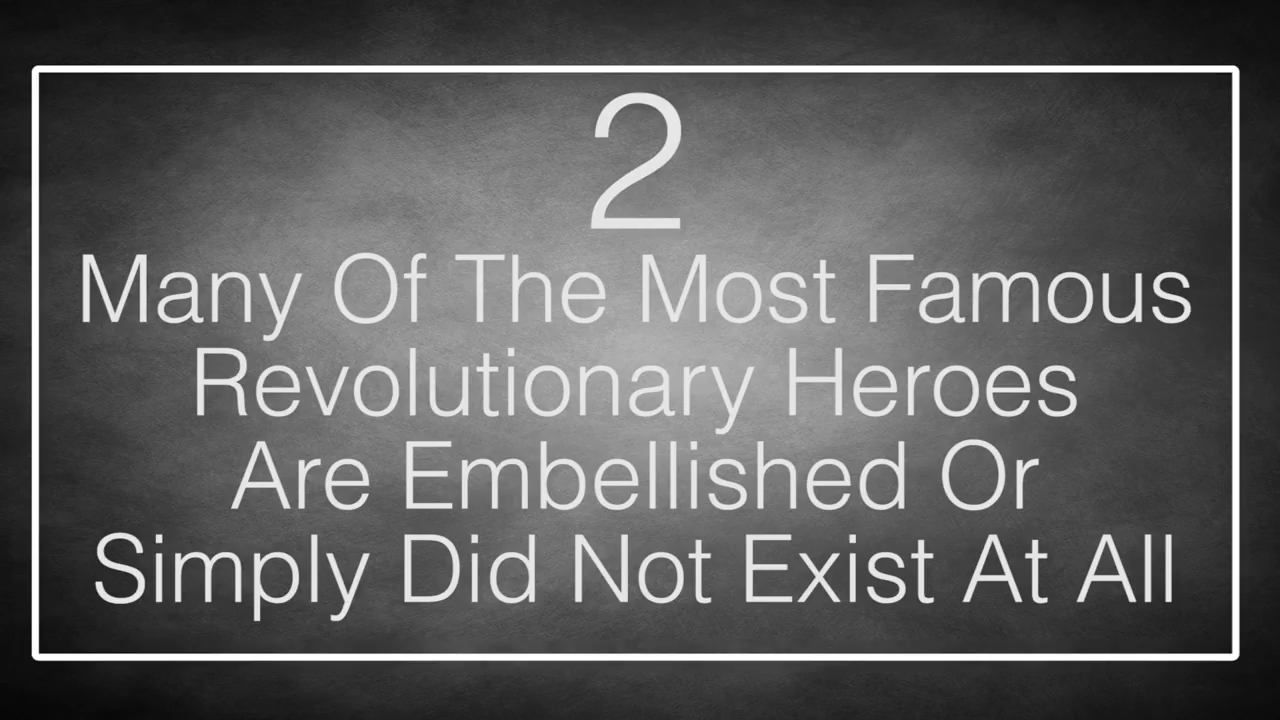 2
Many Of The Most Famous
Revolutionary Heroes
Are Embellished Or
Simply Did Not Exist At All